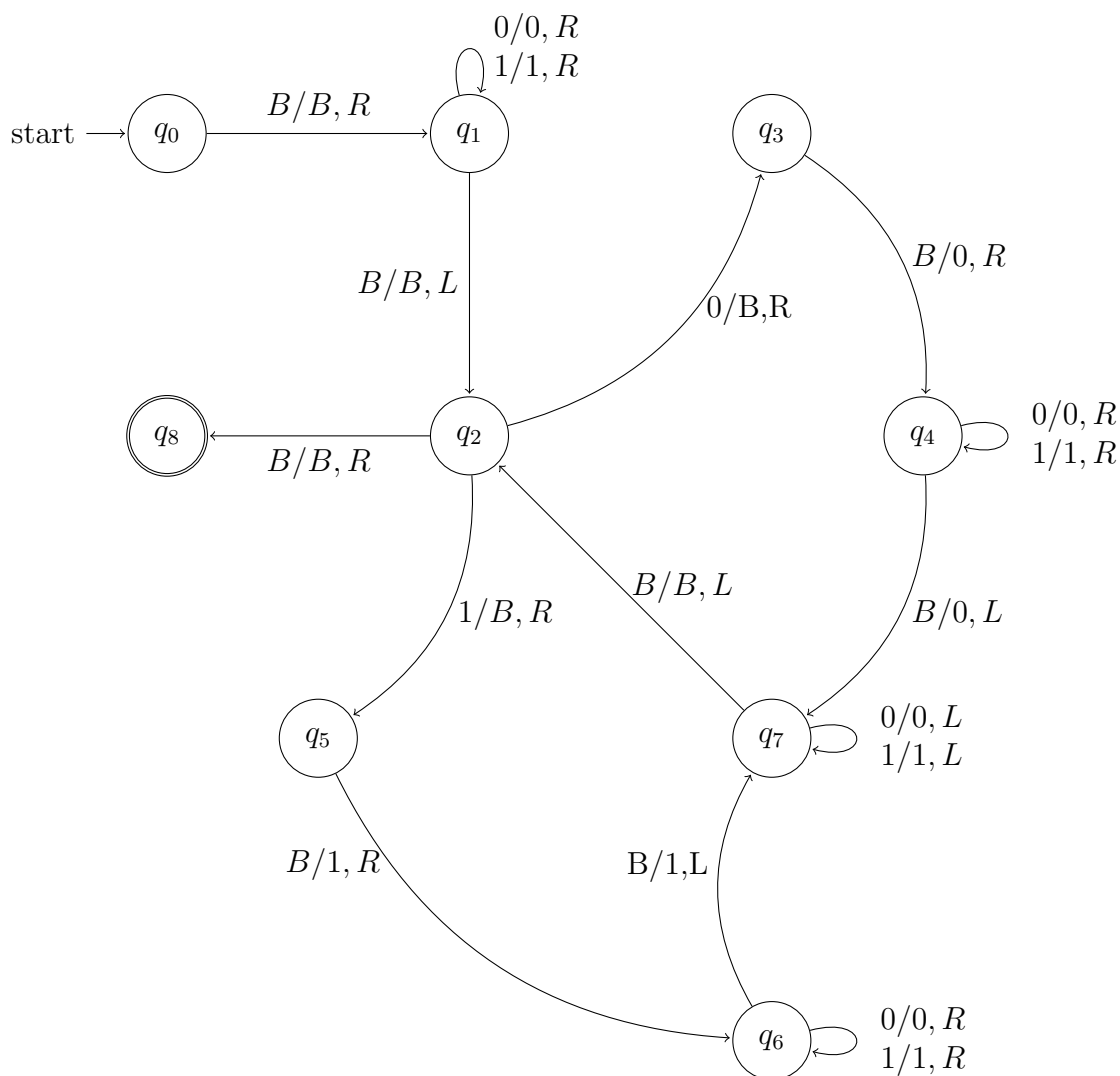 0/0, R
1/1, R
B/B, R
start
q0
q1
q3
B/0, R
B/B, L
0/B,R
0/0, R
1/1, R
q8
q2
q4
B/B, R
B/B, L
1/B, R
B/0, L
0/0, L
1/1, L
q5
q7
B/1, R
B/1,L
0/0, R
1/1, R
q6